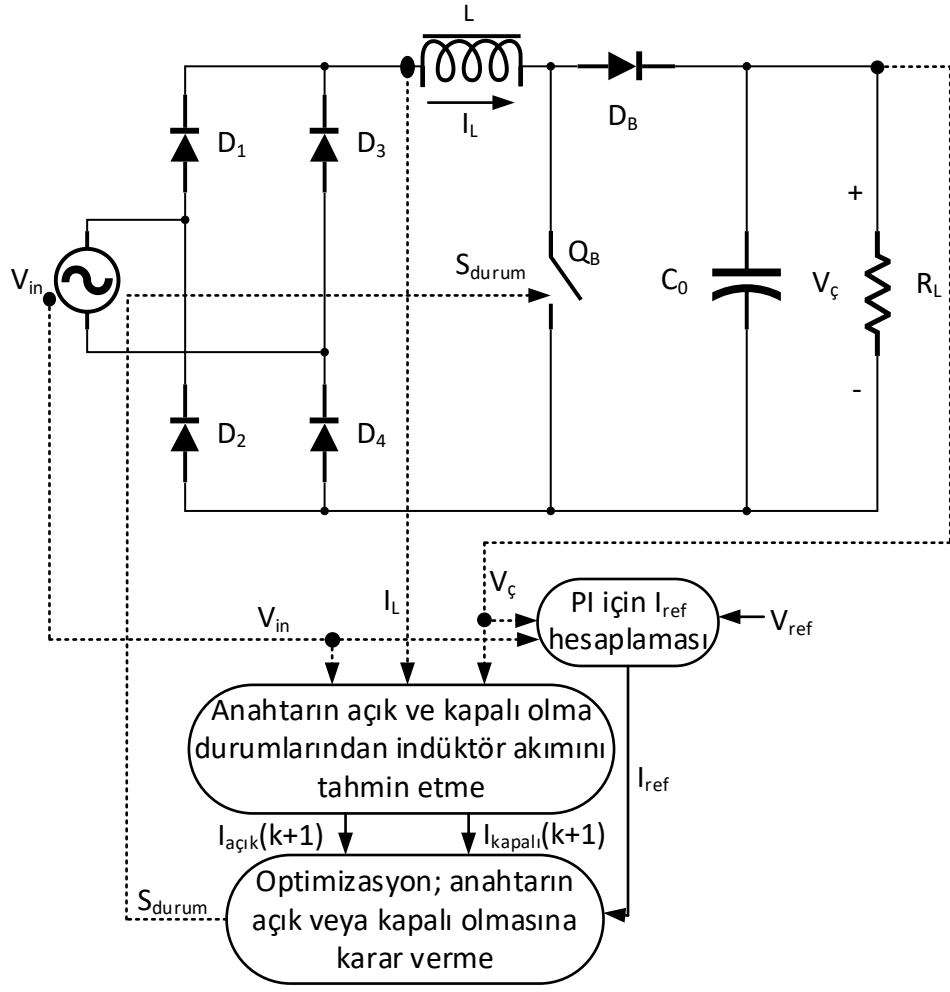 L
I_L
D_B
D_1
D_3
V_in
S_durum
Q_B
C_0
+
V_ç
-
R_L
D_2
D_4
V_in
I_L
V_ç
PI için I_ref
hesaplaması
V_ref
Anahtarın açık ve kapalı olma
durumlarından indüktör akımını
tahmin etme
I_ref
I_açık(k+1)
I_kapalı(k+1)
S_durum
Optimizasyon; anahtarın
açık veya kapalı olmasına
karar verme